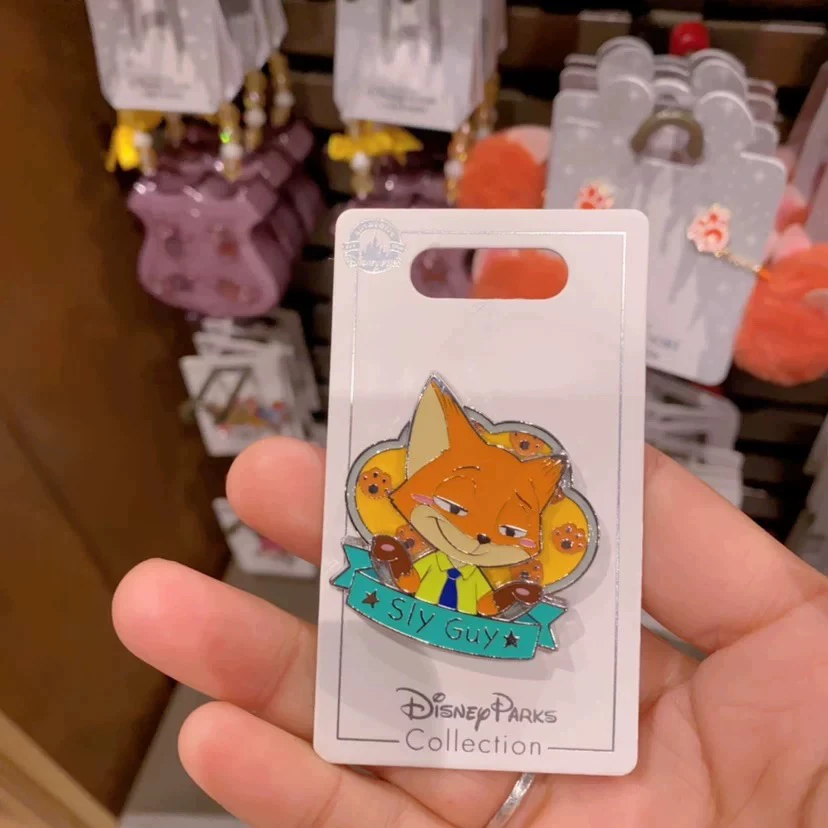 ★ Sly Guy ★
Disney Parks
Collection